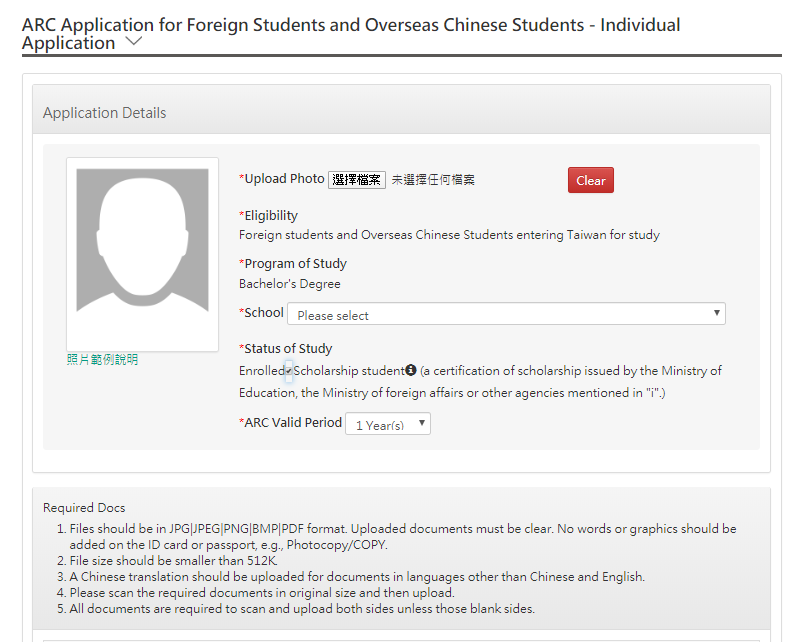 ARC Application for Foreign Students and Overseas Chinese Students - Individual
Application
Application Details
*Upload Photo 選擇檔案 未選擇任何檔案 Clear
*Eligibility
Foreign students and Overseas Chinese Students entering Taiwan for study
*Program of Study
Bachelor's Degree
*School Please select
照片範例說明
*Status of Study
Enrolled Scholarship student (a certification of scholarship issued by the Ministry of
Education, the Ministry of foreign affairs or other agencies mentioned in "i".)
*ARC Valid Period 1 Year(s)
Required Docs
1. Files should be in JPG|JPEG|PNG|BMP|PDF format. Uploaded documents must be clear. No words or graphics should be
added on the ID card or passport, e.g., Photocopy/COPY.
2. File size should be smaller than 512K.
3. A Chinese translation should be uploaded for documents in languages other than Chinese and English.
4. Please scan the required documents in original size and then upload.
5. All documents are required to scan and upload both sides unless those blank sides.